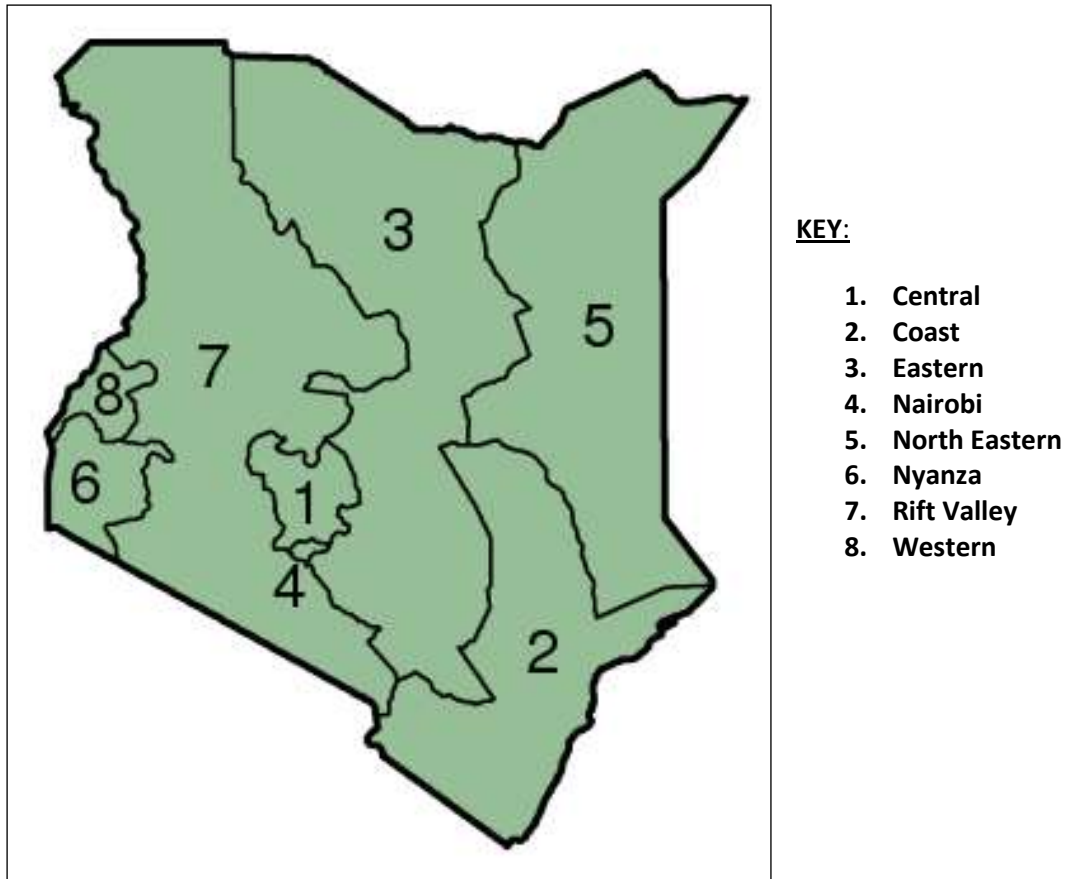 3
5
7
8
6
1
4
2
KEY:
1. Central
2. Coast
3. Eastern
4. Nairobi
5. North Eastern
6. Nyanza
7. Rift Valley
8. Western